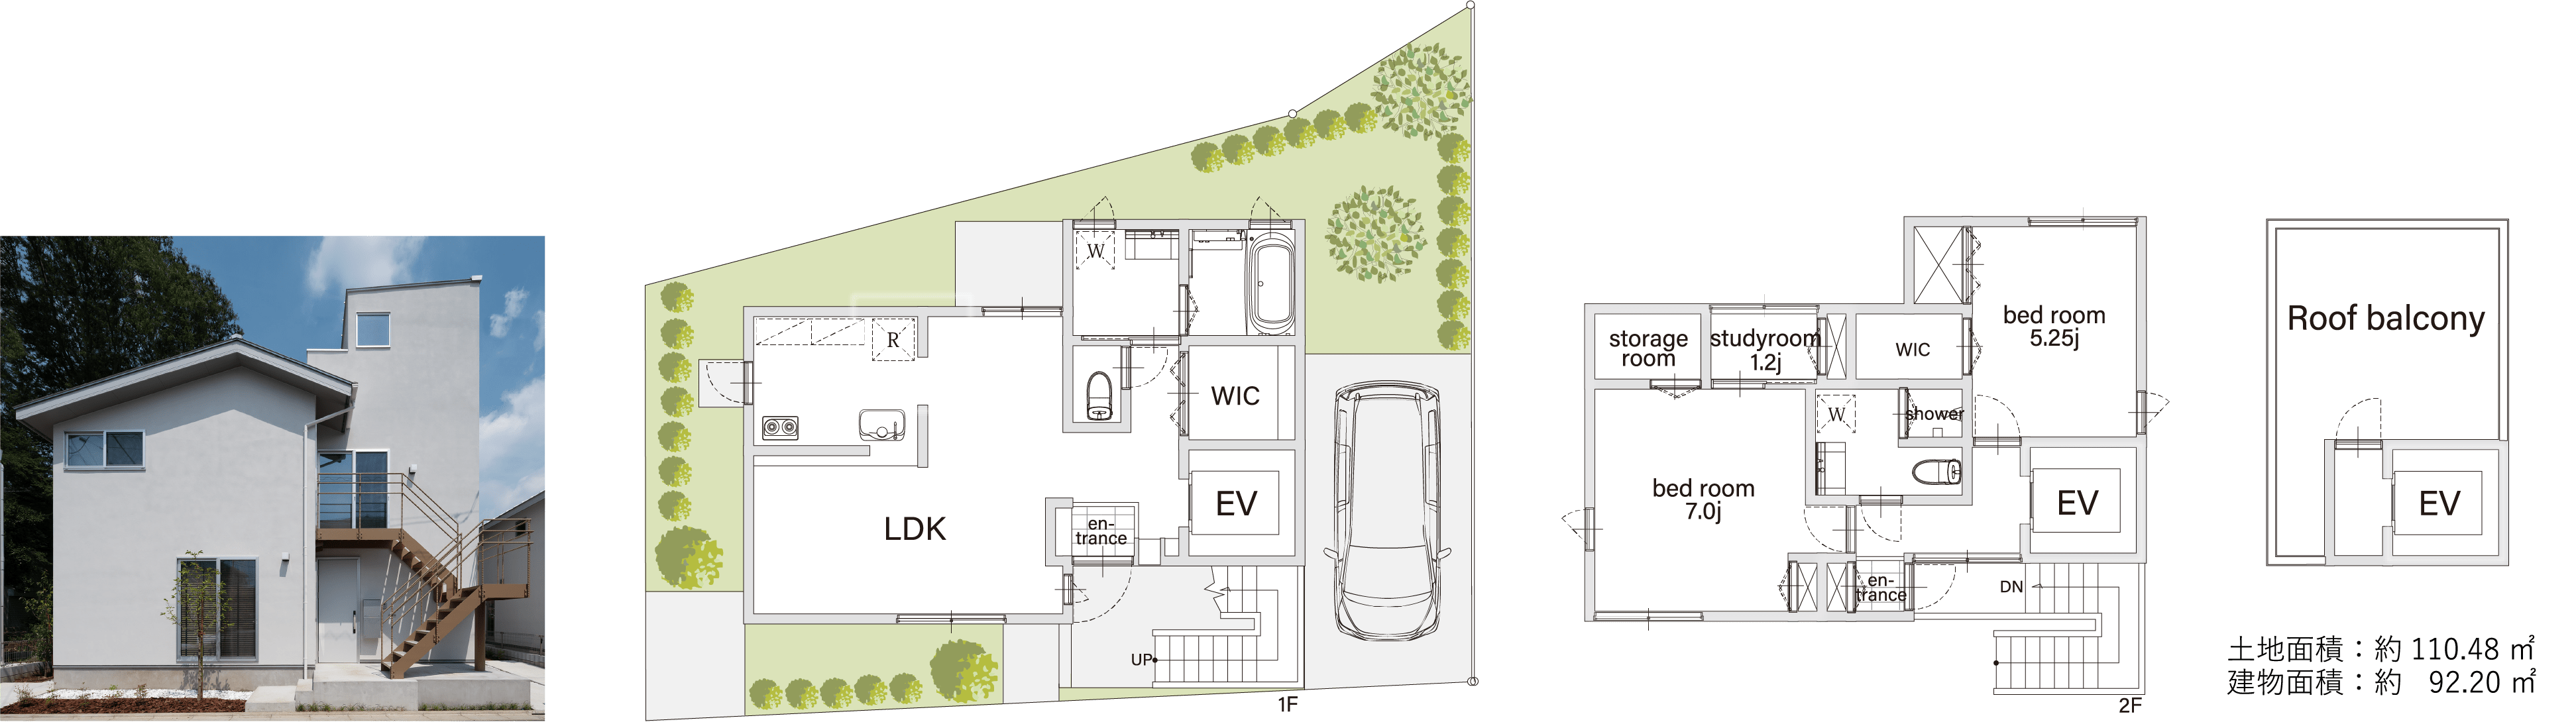 W
R
WIC
EV
LDK
en-
trance
UP
1F
storage
room
studyroom
1.2j
WIC
bed room
5.25j
W
shower
bed room
7.0j
EV
en-
trance
DN
2F
Roof balcony
EV
土地面積：約 110.48 ㎡
建物面積：約 92.20 ㎡